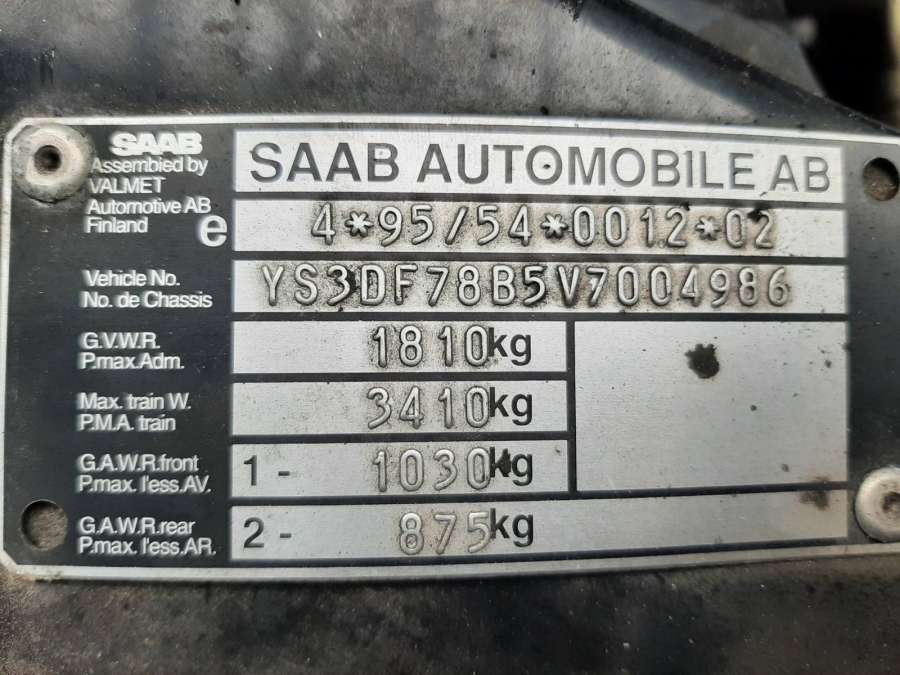 SAAB
Assembled by
VALMET
Automotive AB
Finland
SAAB AUTOMOBILE AB
e 4*95/54*0012*02
Vehicle No.
No. de Chassis
YS3DF78B5V7004986
G.V.W.R.
P.max.Adm.
1810kg
Max. train W.
P.M.A. train
3410kg
G.A.W.R.front
P.max. l'ess.AV.
1- 1030kg
G.A.W.R.rear
P.max. l'ess.AR.
2- 875kg